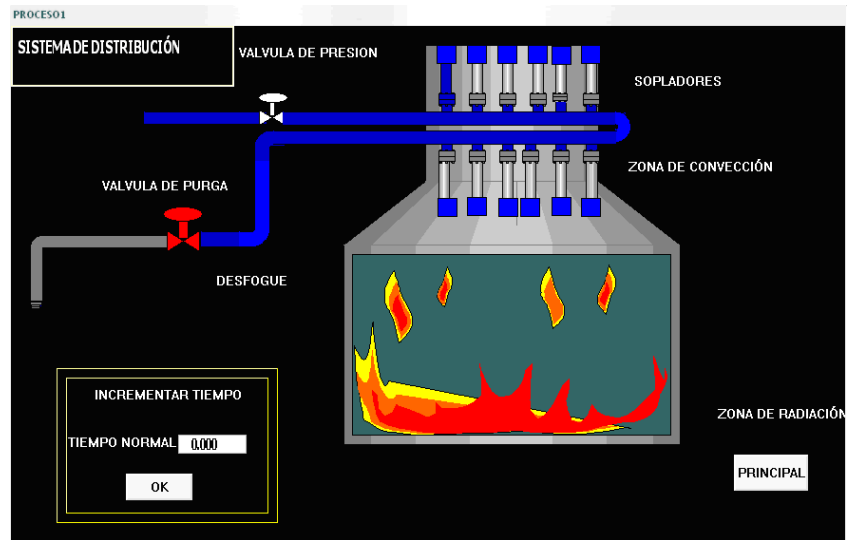 PROCESO1
SISTEMA DE DISTRIBUCIÓN
VALVULA DE PRESION
SOPLADORES
ZONA DE CONVECCIÓN
VALVULA DE PURGA
DESFOGUE
INCREMENTAR TIEMPO
ZONA DE RADIACIÓN
TIEMPO NORMAL 0.000
PRINCIPAL
OK